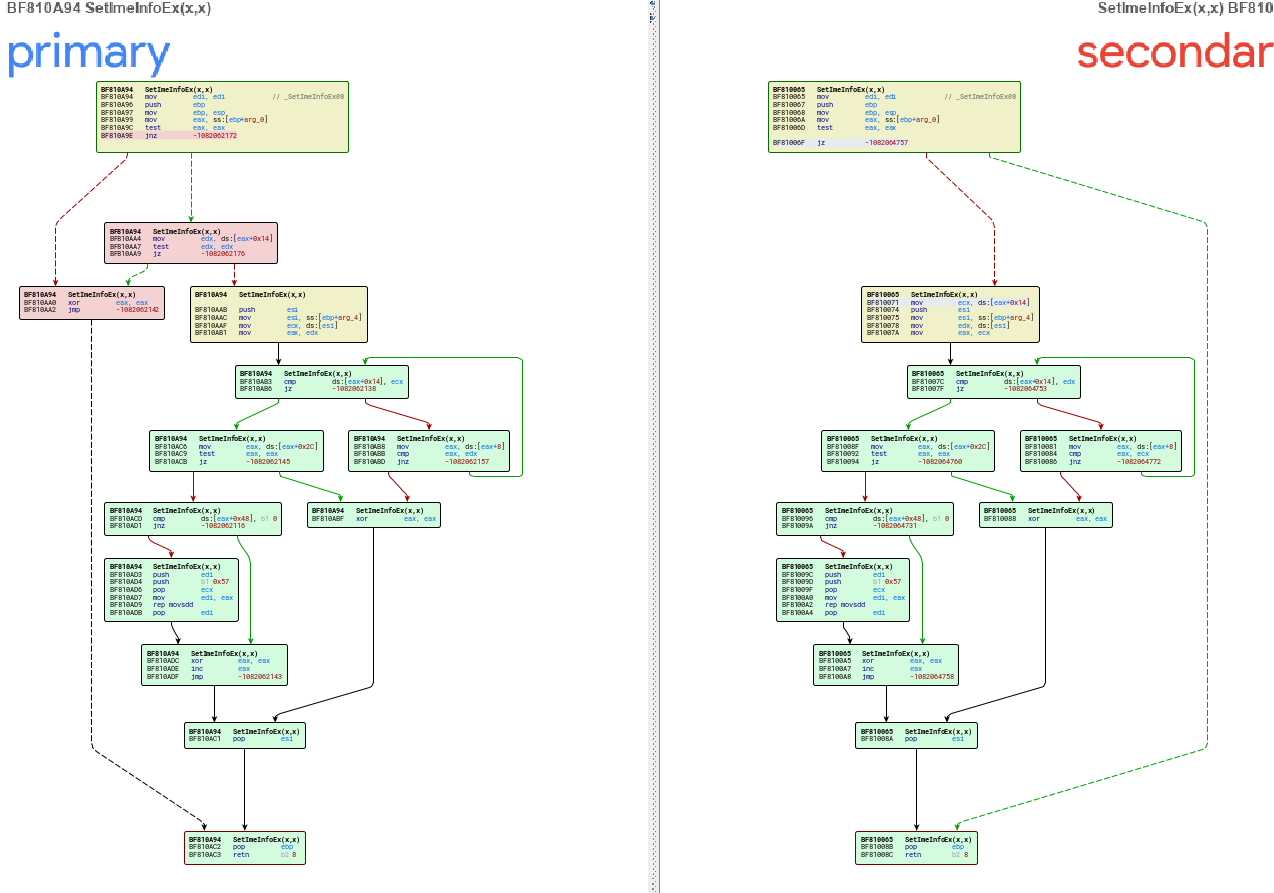 BF810A94 SetImeInfoEx(x,x)
primary
BF810A94 SetImeInfoEx(x,x)
BF810A94 mov edi, edi // _SetImeInfoEx@8
BF810A96 push ebp
BF810A97 mov ebp, esp
BF810A99 mov eax, ss:[ebp+arg_0]
BF810A9C test eax, eax
BF810A9E jnz -1082062172
BF810A94 SetImeInfoEx(x,x)
BF810AA4 mov edx, ds:[eax+0x14]
BF810AA7 test edx, edx
BF810AA9 jz -1082062176
BF810A94 SetImeInfoEx(x,x)
BF810AA0 xor eax, eax
BF810AA2 jmp -1082062142
BF810A94 SetImeInfoEx(x,x)
BF810AAB push esi
BF810AAC mov esi, ss:[ebp+arg_4]
BF810AAF mov ecx, ds:[esi]
BF810AB1 mov eax, edx
BF810A94 SetImeInfoEx(x,x)
BF810AB3 cmp ds:[eax+0x14], ecx
BF810AB6 jz -1082062138
BF810A94 SetImeInfoEx(x,x)
BF810AC6 mov eax, ds:[eax+0x2C]
BF810AC9 test eax, eax
BF810ACB jz -1082062145
BF810A94 SetImeInfoEx(x,x)
BF810AB8 mov eax, ds:[eax+8]
BF810ABB cmp eax, edx
BF810ABD jnz -1082062157
BF810A94 SetImeInfoEx(x,x)
BF810ACD cmp ds:[eax+0x48], b1 0
BF810AD1 jnz -1082062116
BF810A94 SetImeInfoEx(x,x)
BF810ABF xor eax, eax
BF810A94 SetImeInfoEx(x,x)
BF810AD3 push edi
BF810AD4 push b1 0x57
BF810AD6 pop ecx
BF810AD7 mov edi, eax
BF810AD9 rep movsdd
BF810ADB pop edi
BF810A94 SetImeInfoEx(x,x)
BF810ADC xor eax, eax
BF810ADE inc eax
BF810ADF jmp -1082062143
BF810A94 SetImeInfoEx(x,x)
BF810AC1 pop esi
BF810A94 SetImeInfoEx(x,x)
BF810AC2 pop ebp
BF810AC3 retn b2 8
SetImeInfoEx(x,x) BF810
secondar
BF810065 SetImeInfoEx(x,x)
BF810065 mov edi, edi // _SetImeInfoEx@8
BF810067 push ebp
BF810068 mov ebp, esp
BF81006A mov eax, ss:[ebp+arg_0]
BF81006D test eax, eax
BF81006F jz -1082064757
BF810065 SetImeInfoEx(x,x)
BF810071 mov ecx, ds:[eax+0x14]
BF810074 push esi
BF810075 mov esi, ss:[ebp+arg_4]
BF810078 mov edx, ds:[esi]
BF81007A mov eax, ecx
BF810065 SetImeInfoEx(x,x)
BF81007C cmp ds:[eax+0x14], edx
BF81007F jz -1082064753
BF810065 SetImeInfoEx(x,x)
BF81008F mov eax, ds:[eax+0x2C]
BF810092 test eax, eax
BF810094 jz -1082064760
BF810065 SetImeInfoEx(x,x)
BF810081 mov eax, ds:[eax+8]
BF810084 cmp eax, ecx
BF810086 jnz -1082064772
BF810065 SetImeInfoEx(x,x)
BF810096 cmp ds:[eax+0x48], b1 0
BF81009A jnz -1082064731
BF810065 SetImeInfoEx(x,x)
BF810088 xor eax, eax
BF810065 SetImeInfoEx(x,x)
BF81009C push edi
BF81009D push b1 0x57
BF81009F pop ecx
BF8100A0 mov edi, eax
BF8100A2 rep movsdd
BF8100A4 pop edi
BF810065 SetImeInfoEx(x,x)
BF8100A5 xor eax, eax
BF8100A7 inc eax
BF8100A8 jmp -1082064758
BF810065 SetImeInfoEx(x,x)
BF81008A pop esi
BF810065 SetImeInfoEx(x,x)
BF81008B pop ebp
BF81008C retn b2 8